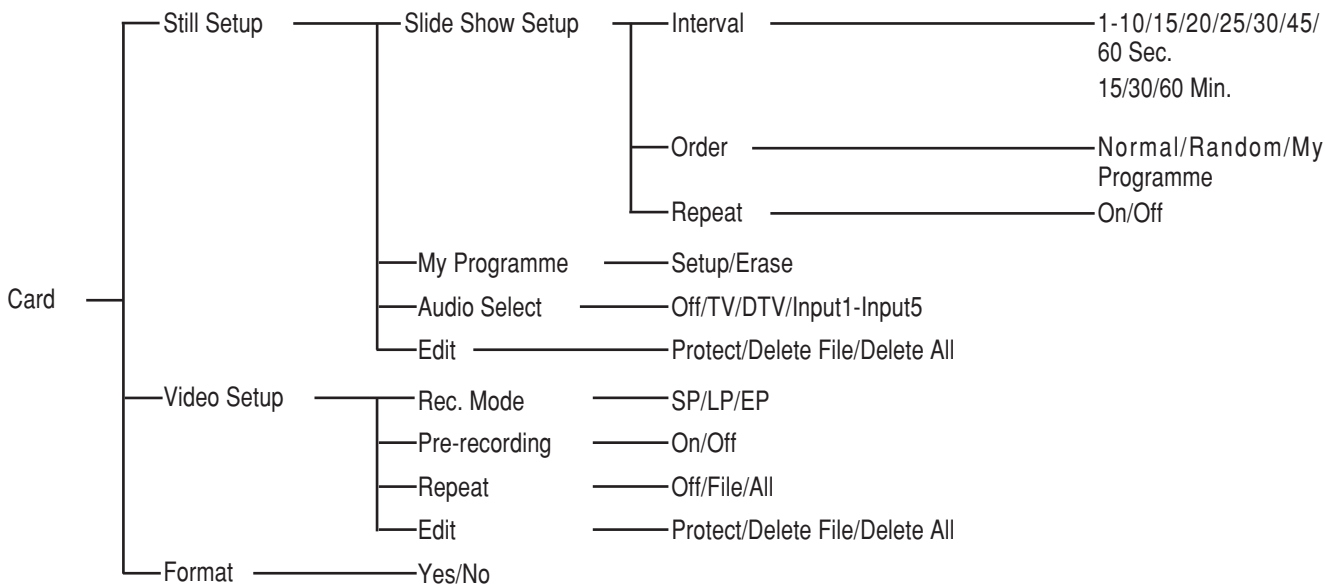 Still Setup Slide Show Setup Interval 1-10/15/20/25/30/45/
60 Sec.
15/30/60 Min.
Order Normal/Random/My
Programme
Repeat On/Off
My Programme Setup/Erase
Card
Audio Select Off/TV/DTV/Input1-Input5
Edit Protect/Delete File/Delete All
Video Setup Rec. Mode SP/LP/EP
Pre-recording On/Off
Repeat Off/File/All
Edit Protect/Delete File/Delete All
Format Yes/No